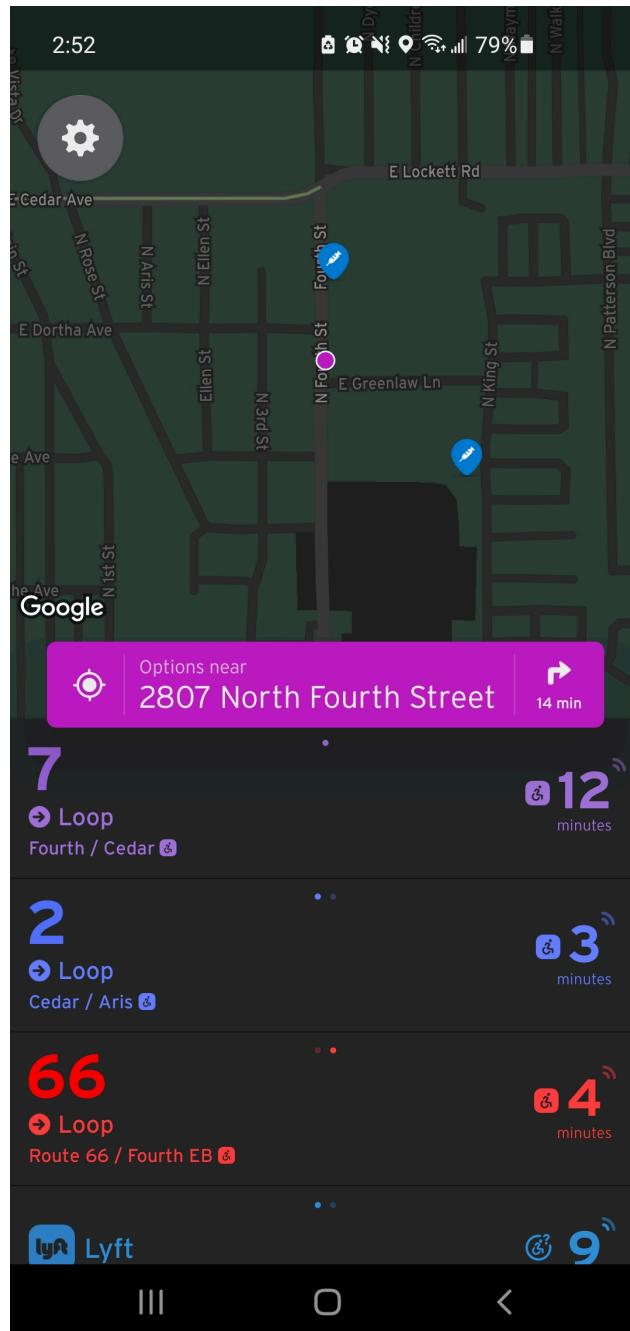 2:52
79%
N Walk
E Lockett Rd
E Cedar Ave
N Rose St
N Aris St
N Ellen St
Fourth St
N Patterson Blvd
E Dortha Ave
Ellen St
N Fourth St
E Greenlaw Ln
N King St
N 3rd St
e Ave
N 1st St
he Ave
Google
Options near
2807 North Fourth Street
14 min
7
Loop
Fourth / Cedar
12
minutes
2
Loop
Cedar / Aris
3
minutes
66
Loop
Route 66 / Fourth EB
4
minutes
lyft
Lyft
9